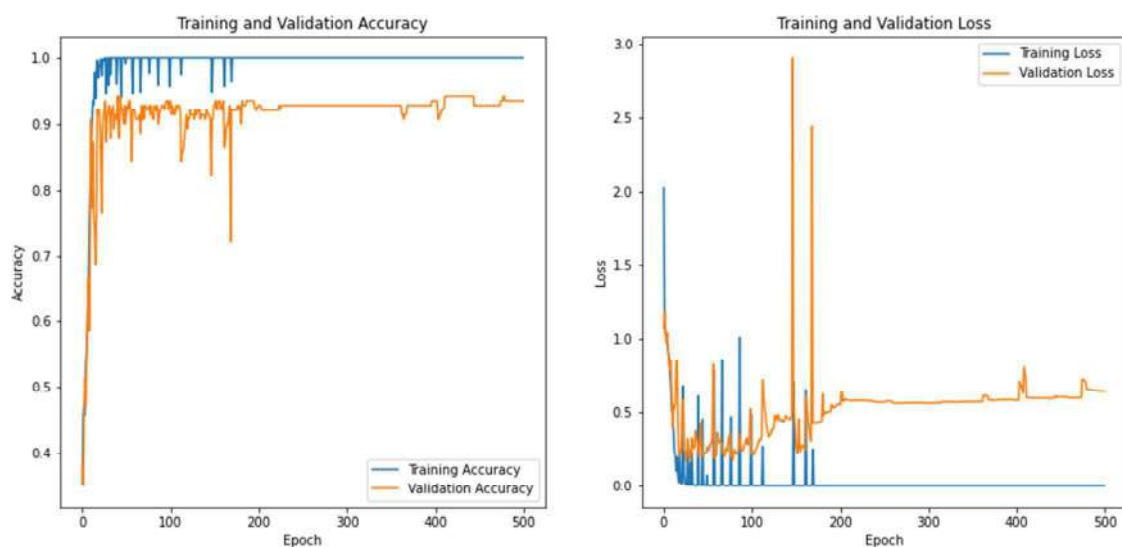 Training and Validation Accuracy
1.0
0.9
0.8
0.7
0.6
0.5
0.4
Accuracy
Training Accuracy
Validation Accuracy
0 100 200 300 400 500
Epoch
Training and Validation Loss
3.0
2.5
2.0
1.5
1.0
0.5
0.0
Loss
Training Loss
Validation Loss
0 100 200 300 400 500
Epoch